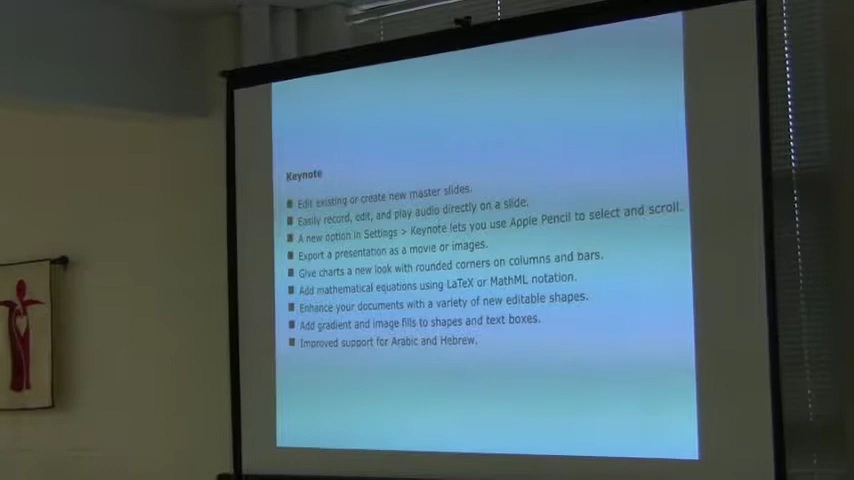 Keynote
Edit existing or create new master slides.
Easily record, edit, and play audio directly on a slide.
A new option in Settings > Keynote lets you use Apple Pencil to select and scroll.
Export a presentation as a movie or images.
Give charts a new look with rounded corners on columns and bars.
Add mathematical equations using LaTeX or MathML notation.
Enhance your documents with a variety of new editable shapes.
Add gradient and image fills to shapes and text boxes.
Improved support for Arabic and Hebrew.